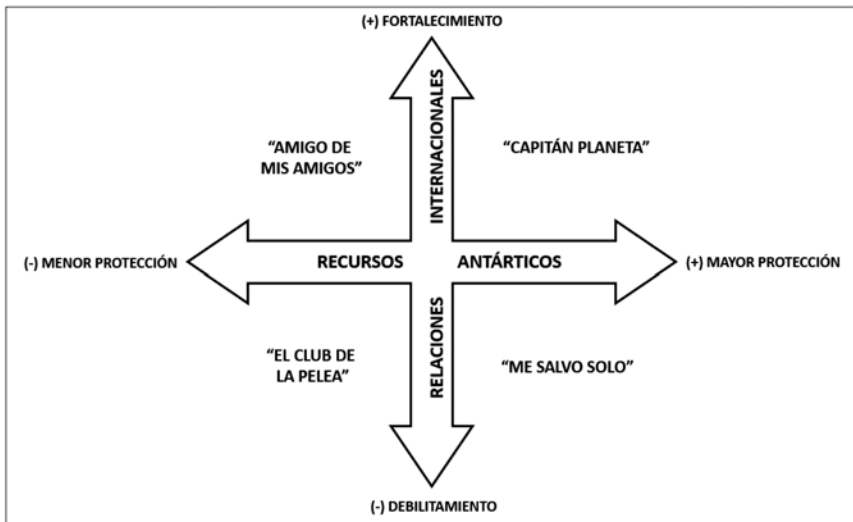 (+) FORTALECIMIENTO
INTERNACIONALES
“AMIGO DE
MIS AMIGOS”
“CAPITÁN PLANETA”
(-) MENOR PROTECCIÓN
RECURSOS ANTÁRTICOS
(+) MAYOR PROTECCIÓN
RELACIONES
“EL CLUB DE
LA PELEA”
“ME SALVO SOLO”
(-) DEBILITAMIENTO